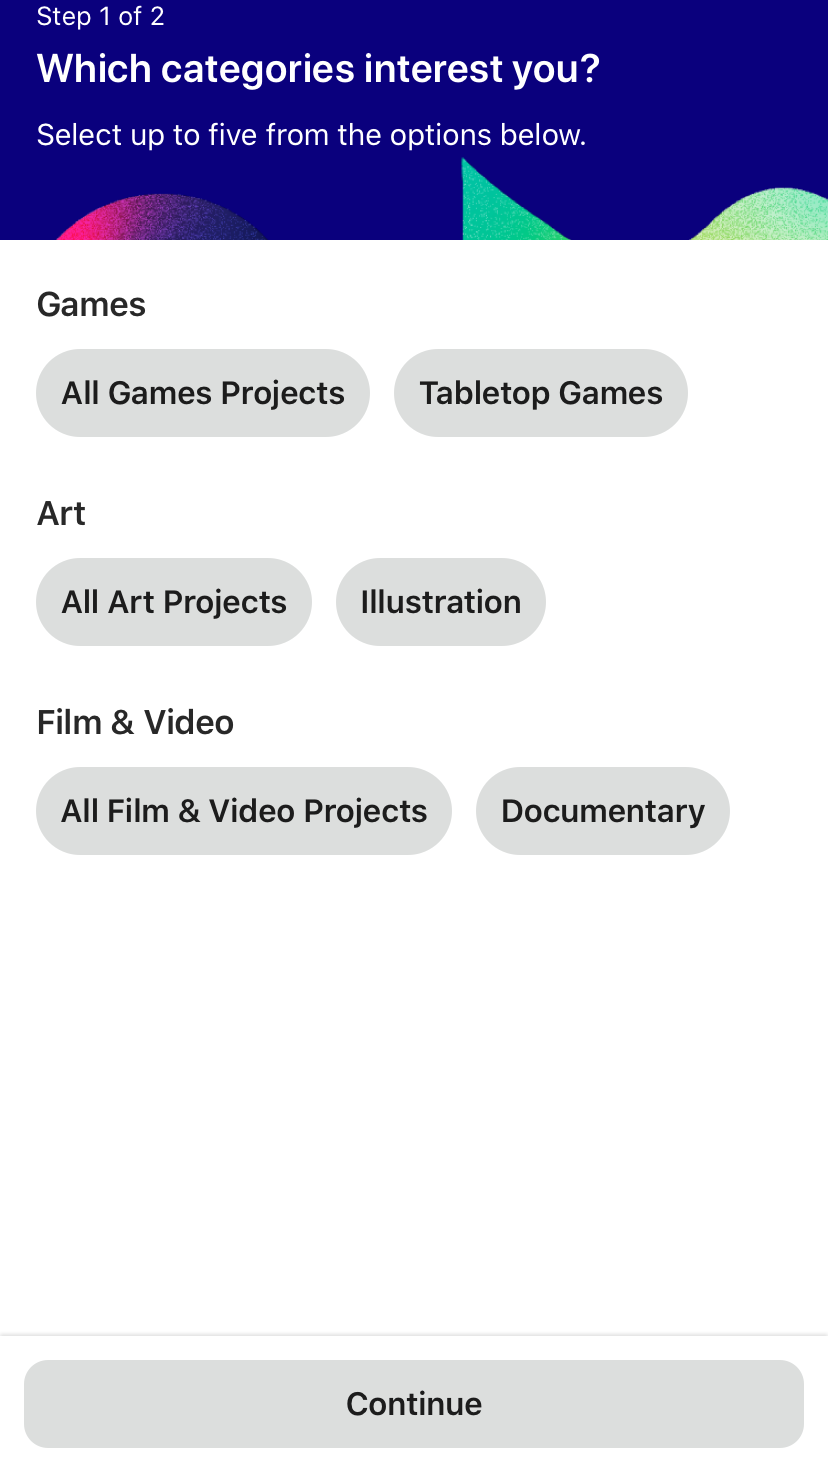 Step 1 of 2
Which categories interest you?
Select up to five from the options below.
Games
All Games Projects
Tabletop Games
Art
All Art Projects
Illustration
Film & Video
All Film & Video Projects
Documentary
Continue